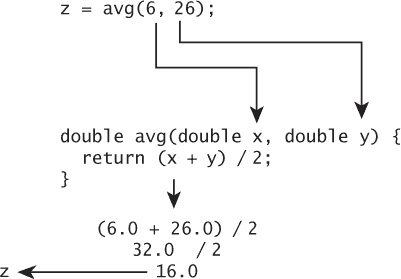 z = avg(6, 26);
double avg(double x, double y) {
return (x + y) / 2;
}
(6.0 + 26.0) / 2
32.0 / 2
z 16.0